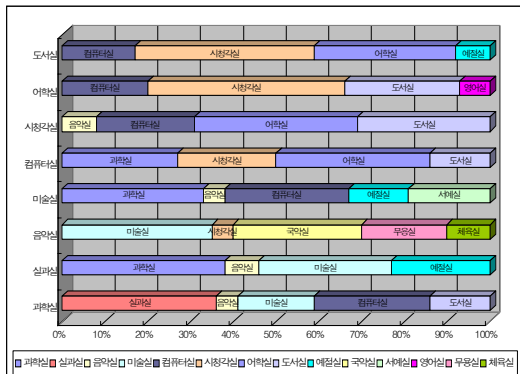 도서실 컴퓨터실 시청각실 어학실 예절실
어학실 컴퓨터실 시청각실 도서실 영어실
시청각실 음악실 컴퓨터실 어학실 도서실
컴퓨터실 과학실 시청각실 어학실 도서실
미술실 과학실 음악실 컴퓨터실 예절실 서예실
음악실 미술실 시청각실 국악실 무용실 체육실
실과실 과학실 음악실 미술실 예절실
과학실 실과실 음악실 미술실 컴퓨터실 도서실
0% 10% 20% 30% 40% 50% 60% 70% 80% 90% 100%
과학실 실과실 음악실 미술실 컴퓨터실 시청각실 어학실 도서실 예절실 국악실 서예실 영어실 무용실 체육실